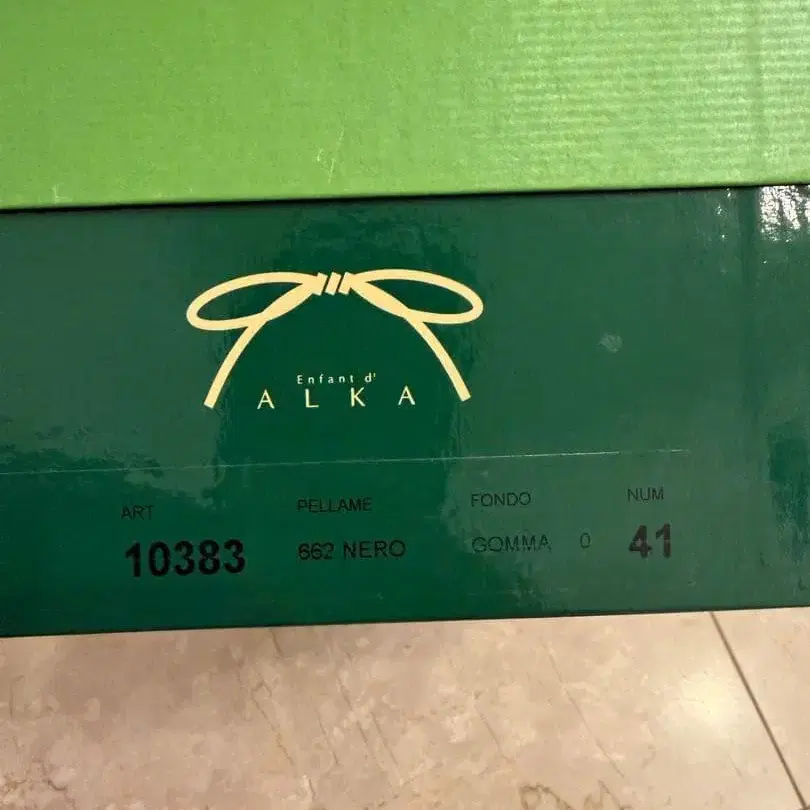 Enfant d'
ALKA
ART PELLAME FONDO NUM
10383 662 NERO GOMMA 0 41